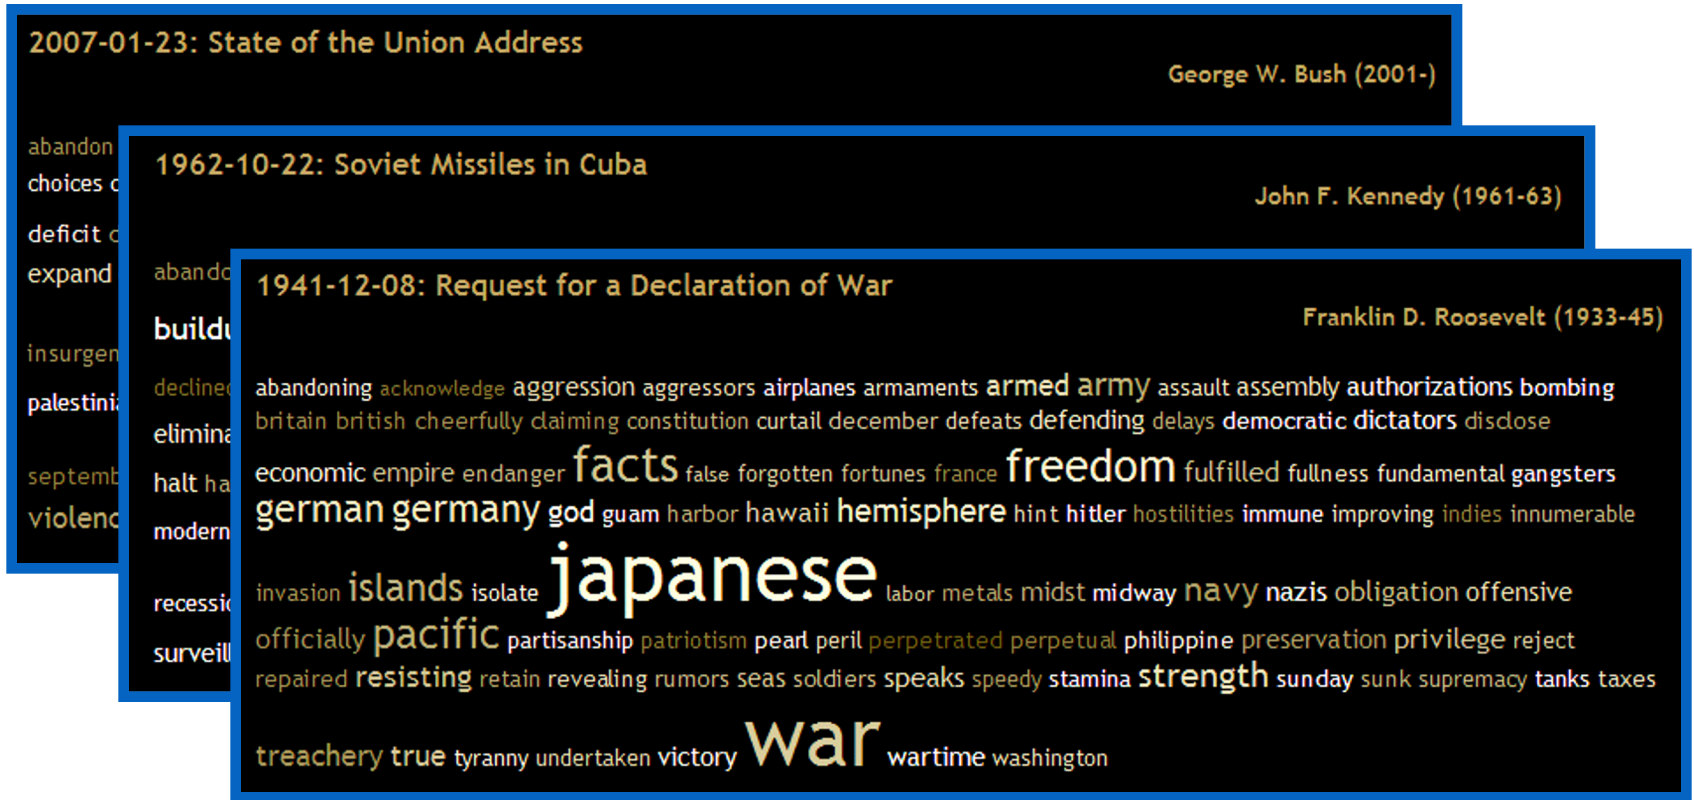 2007-01-23: State of the Union Address
George W. Bush (2001-)
abandon
choices
deficit
expand
palestini
violenc
1962-10-22: Soviet Missiles in Cuba
John F. Kennedy (1961-63)
abando
buildu
declined
elimina
halt ha
modern
recessio
surveill
insurgen
septemb
1941-12-08: Request for a Declaration of War
Franklin D. Roosevelt (1933-45)
abandoning acknowledge aggression aggressors airplanes armaments armed army assault assembly authorizations bombing
britain british cheerfully claiming constitution curtail december defeats defending delays democratic dictators disclose
economic empire endanger facts false forgotten fortunes france freedom fulfilled fullness fundamental gangsters
german germany god guam harbor hawaii hemisphere hint hitler hostilities immune improving indies innumerable
invasion islands isolate japanese labor metals midst midway navy nazis obligation offensive
officially pacific partisanship patriotism pearl peril perpetrated perpetual philippine preservation privilege reject
repaired resisting retain revealing rumors seas soldiers speaks speedy stamina strength sunday sunk supremacy tanks taxes
treachery true tyranny undertaken victory war wartime washington